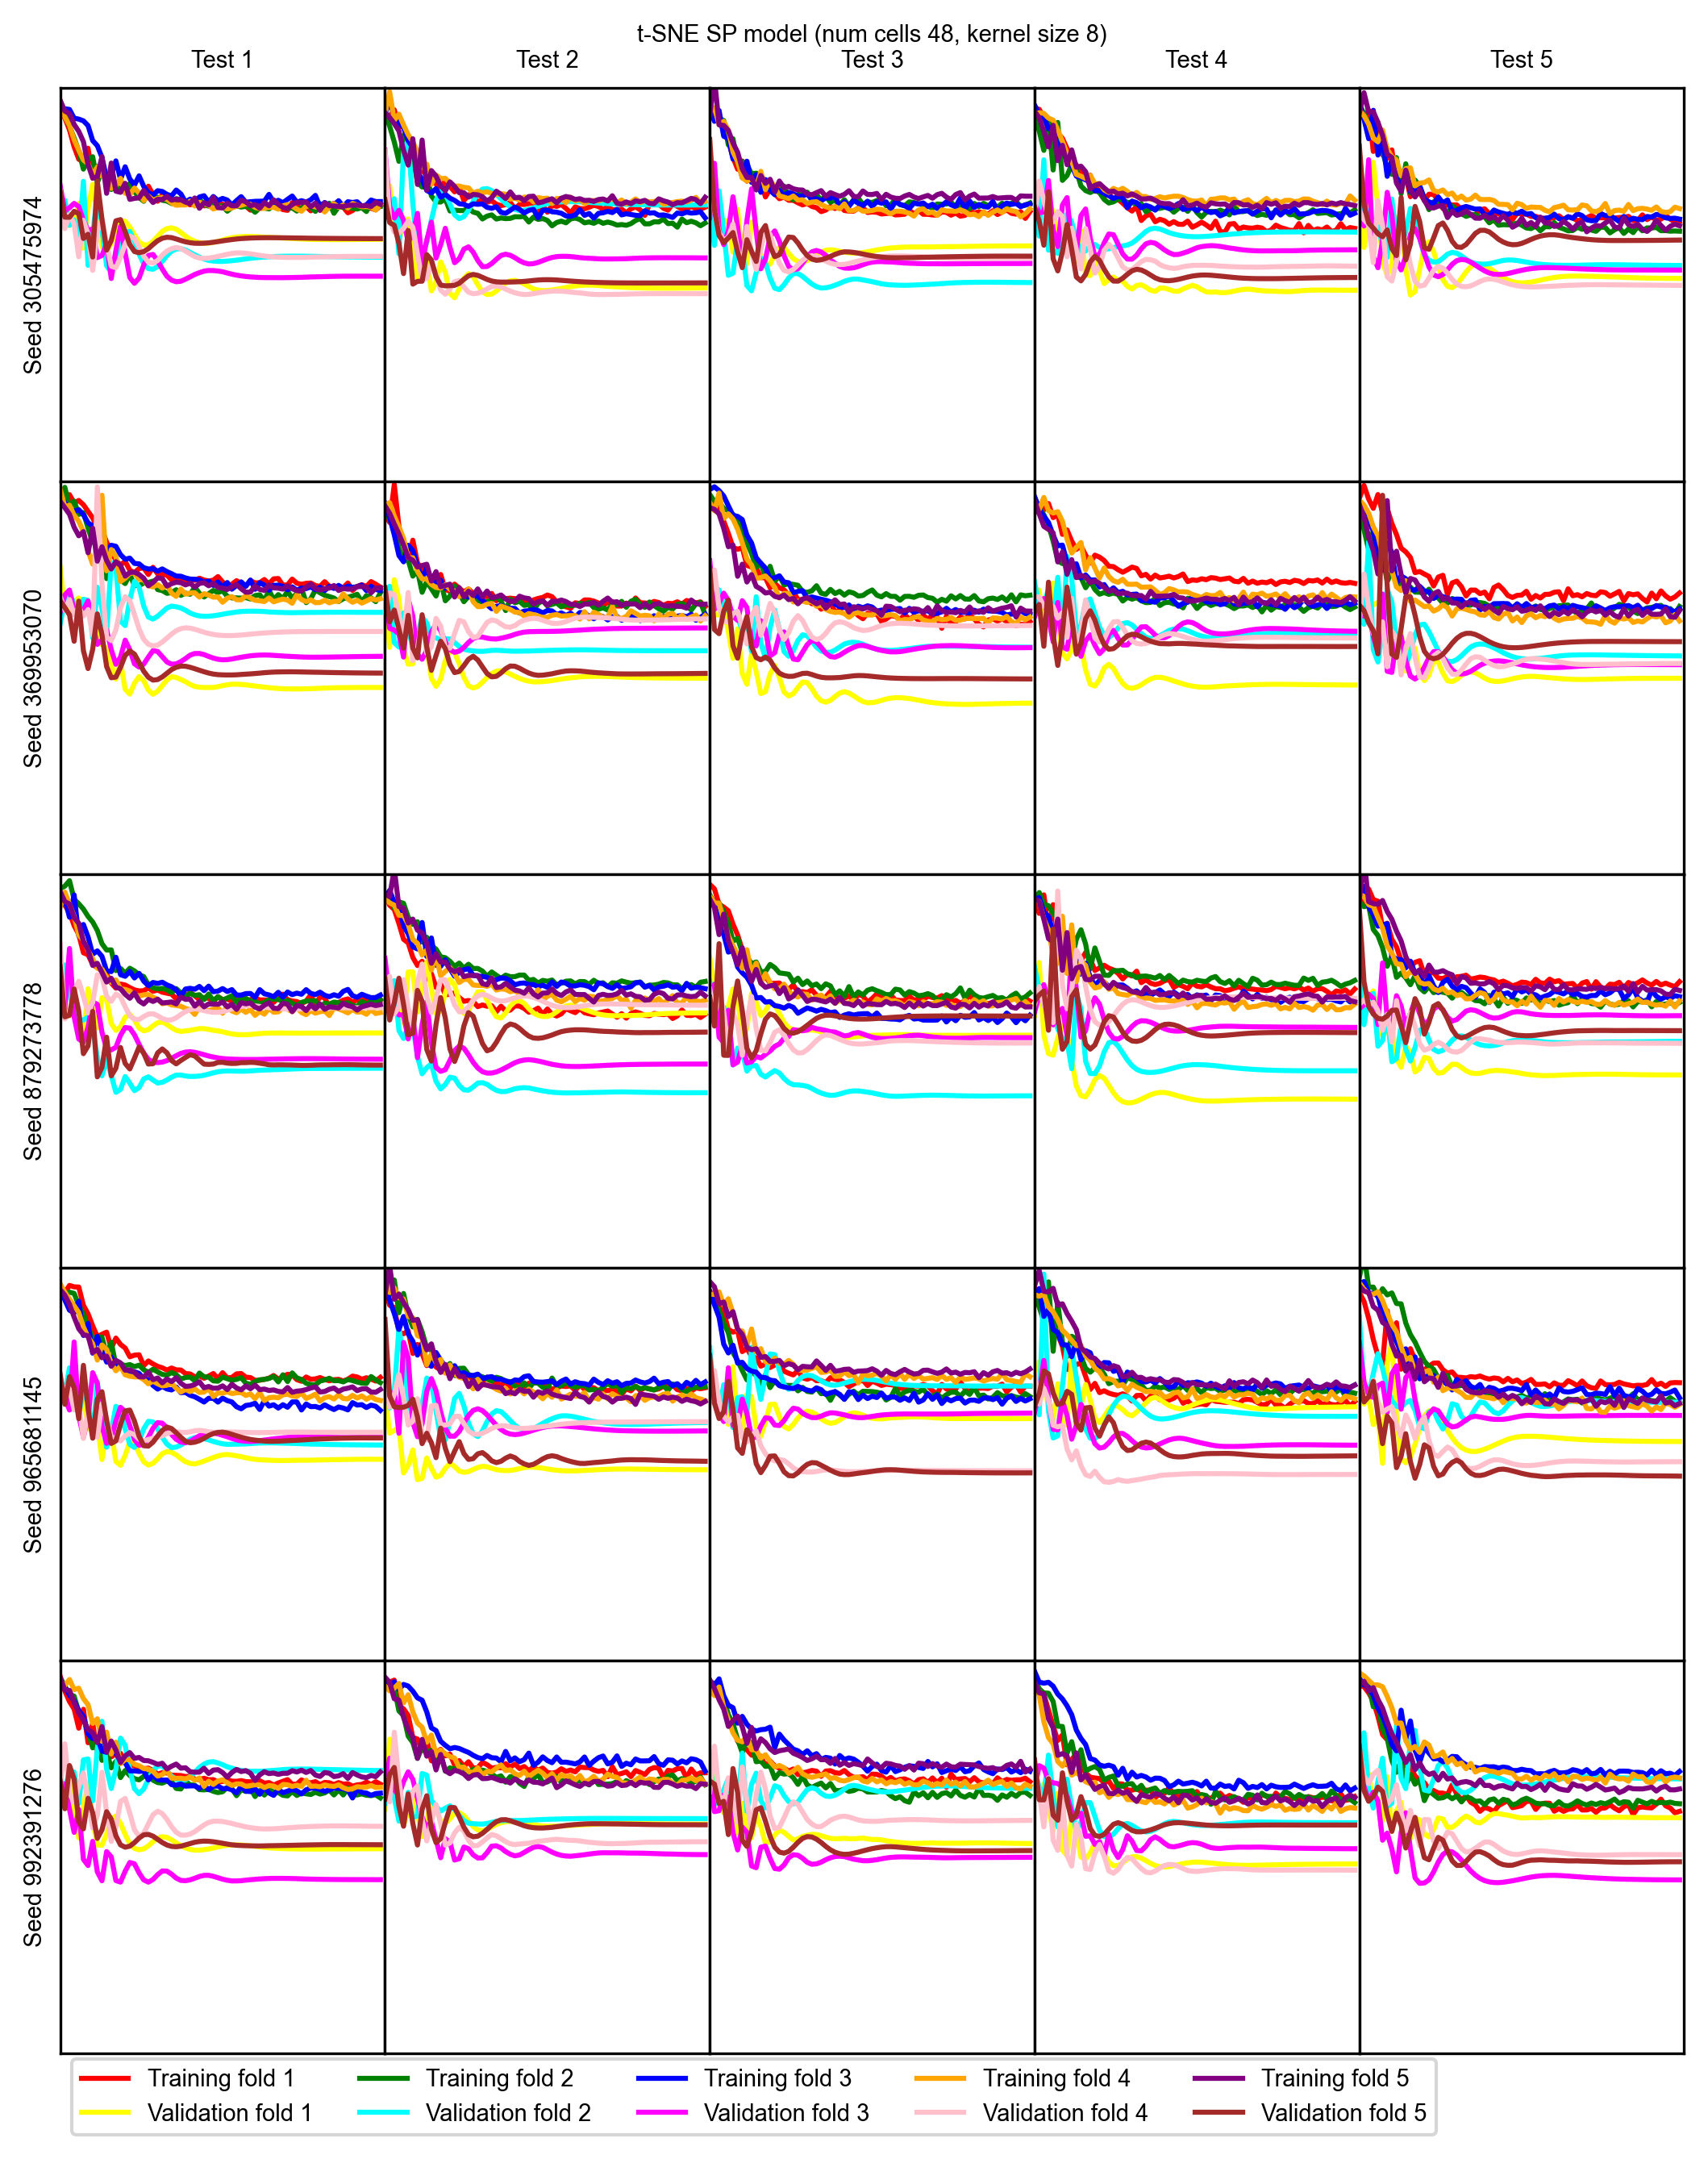 t-SNE SP model (num cells 48, kernel size 8)
Test 1 Test 2 Test 3 Test 4 Test 5
Seed 305475974
Seed 369953070
Seed 879273778
Seed 965681145
Seed 992391276
Training fold 1 Training fold 2 Training fold 3 Training fold 4 Training fold 5
Validation fold 1 Validation fold 2 Validation fold 3 Validation fold 4 Validation fold 5